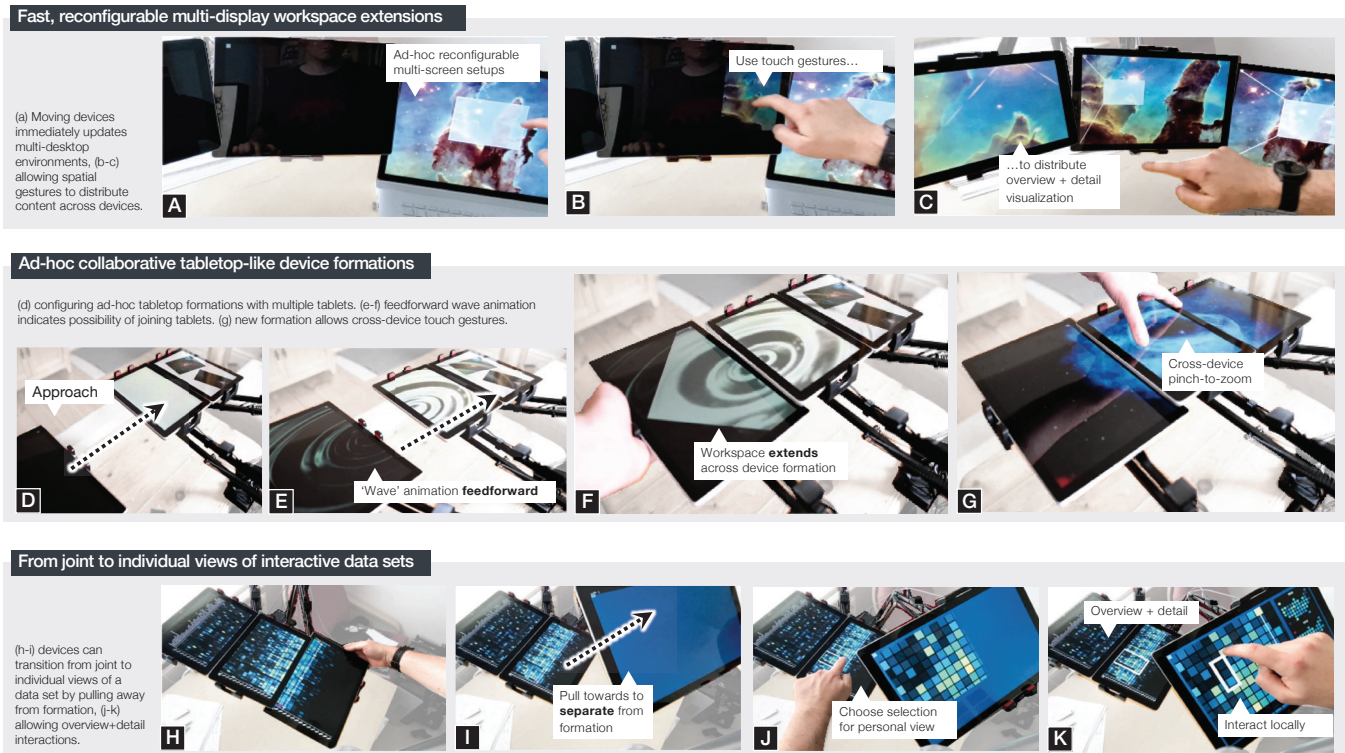 Fast, reconfigurable multi-display workspace extensions
(a) Moving devices
immediately updates
multi-desktop
environments, (b-c)
allowing spatial
gestures to distribute
content across devices.
Ad-hoc reconfigurable
multi-screen setups
A
Use touch gestures…
B
…to distribute
overview + detail
visualization
C
Ad-hoc collaborative tabletop-like device formations
(d) configuring ad-hoc tabletop formations with multiple tablets. (e-f) feedforward wave animation
indicates possibility of joining tablets. (g) new formation allows cross-device touch gestures.
Approach
D
‘Wave’ animation feedforward
E
Workspace extends
across device formation
F
Cross-device
pinch-to-zoom
G
From joint to individual views of interactive data sets
(h-i) devices can
transition from joint to
individual views of a
data set by pulling away
from formation, (j-k)
allowing overview+detail
interactions.
H
Pull towards to
separate from
formation
I
Choose selection
for personal view
J
Overview + detail
Interact locally
K